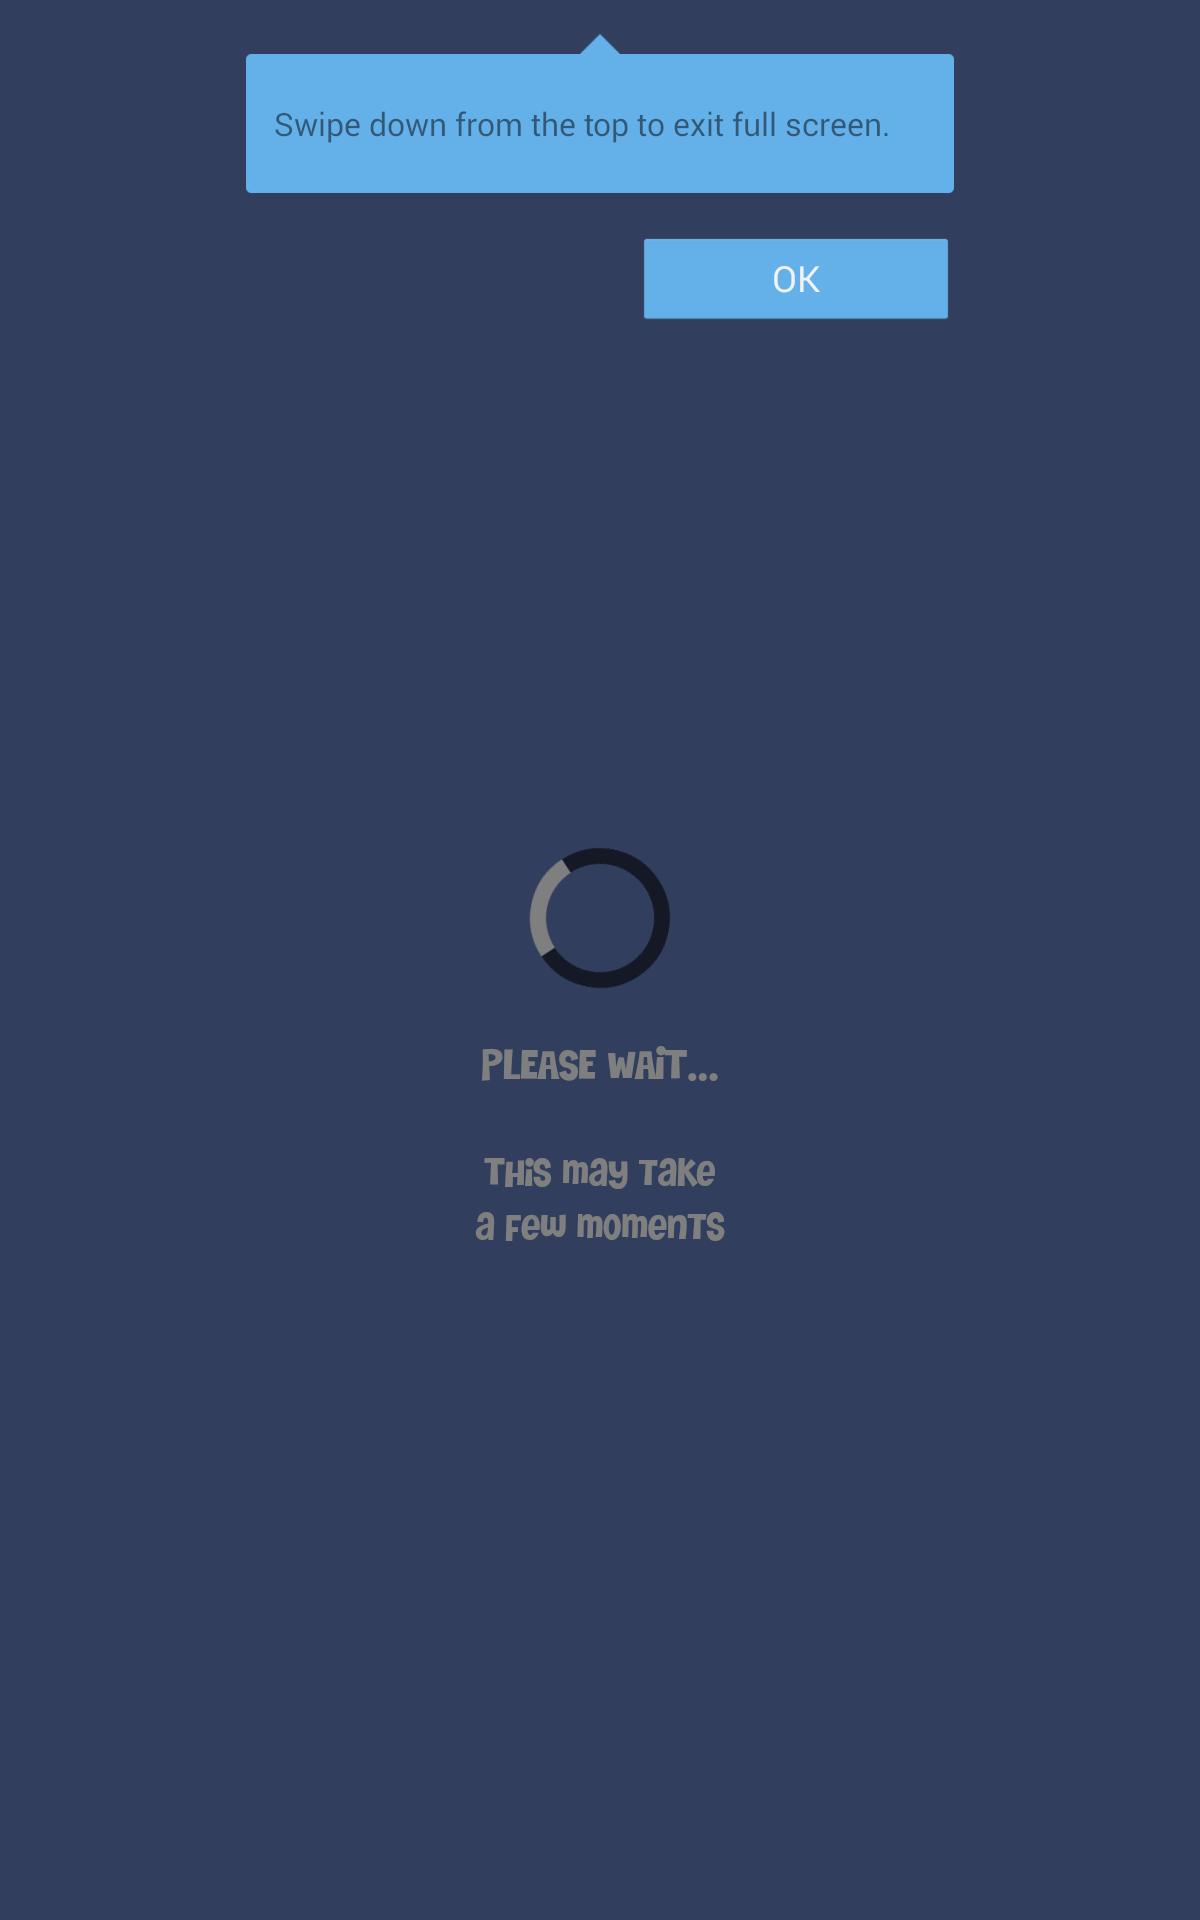 Swipe down from the top to exit full screen.
OK
PLEASE WAiT...
THiS may Take
a Few momenTS